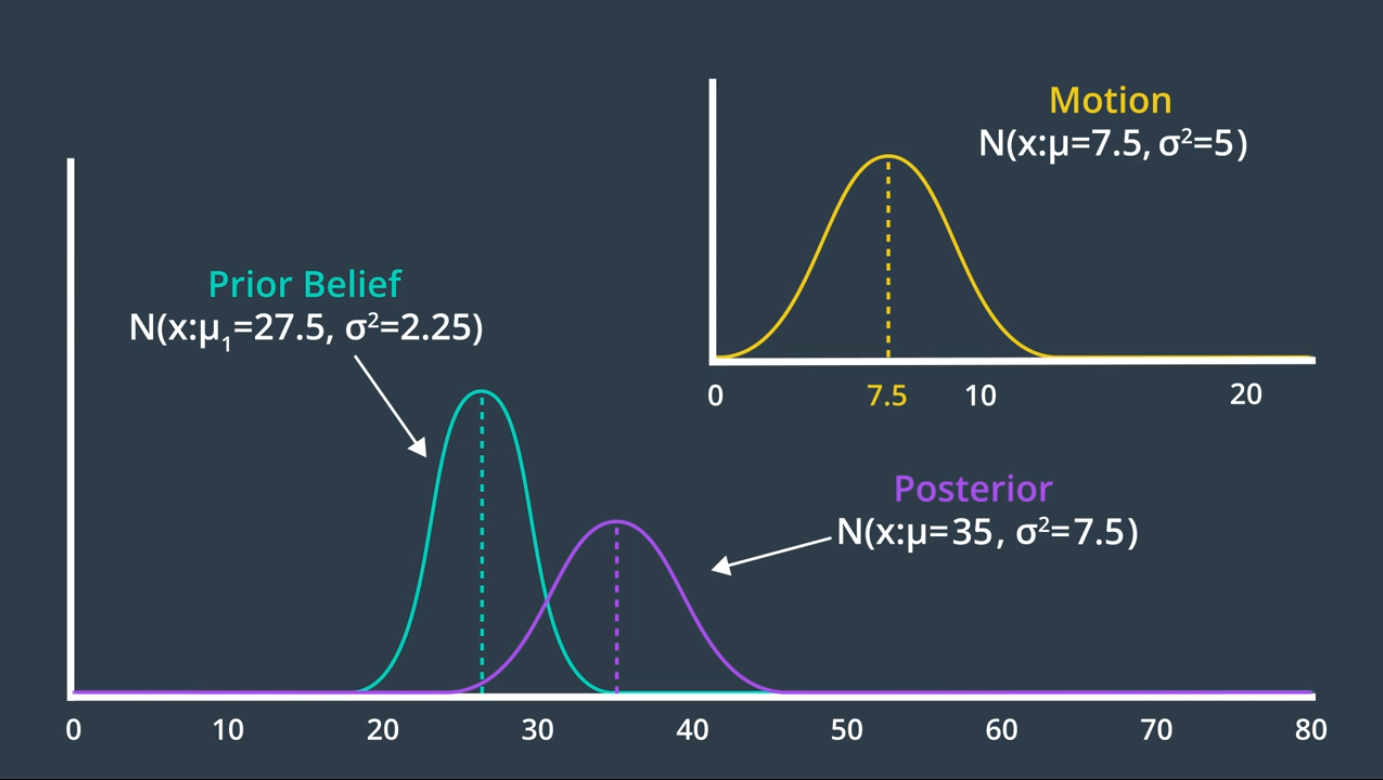 Motion
N(x:μ=7.5, σ²=5)
Prior Belief
N(x:μ₁=27.5, σ²=2.25)
0 7.5 10 20
Posterior
N(x:μ=35, σ²=7.5)
0 10 20 30 40 50 60 70 80